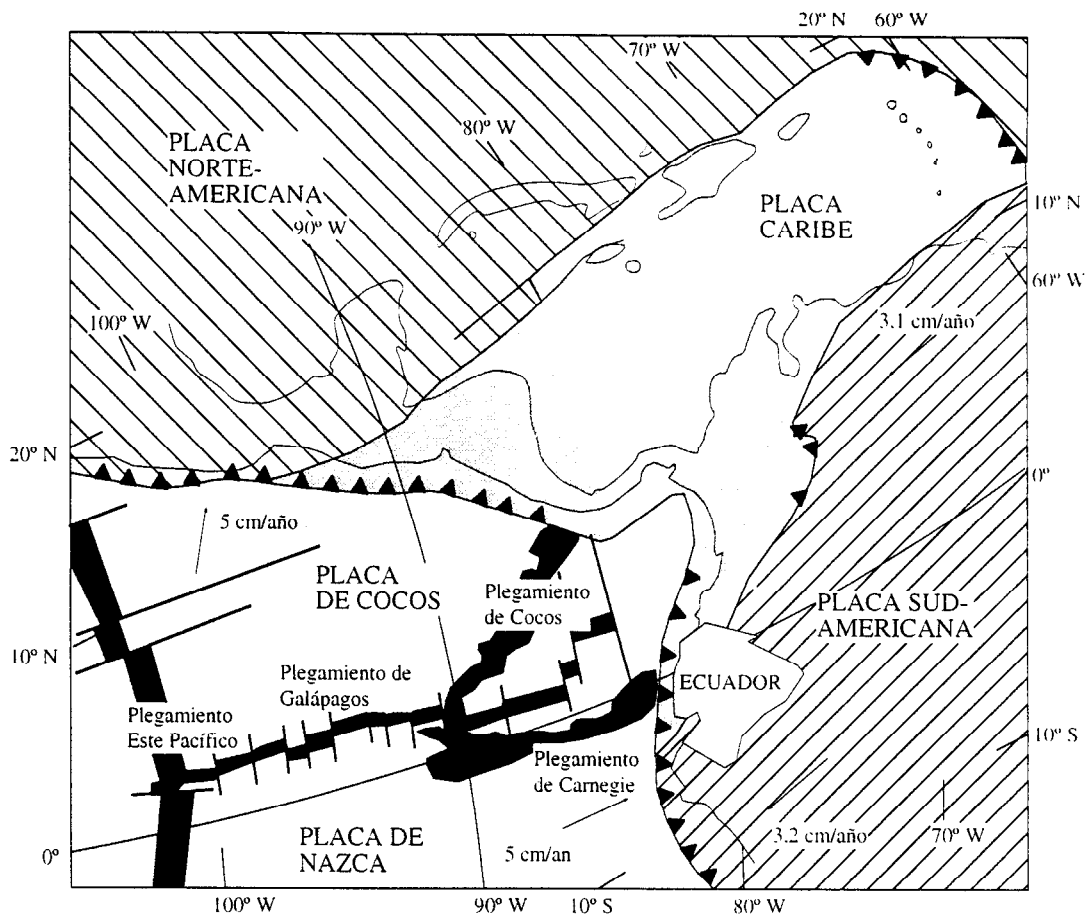 20° N 60° W
70° W
80° W
PLACA
NORTE-
AMERICANA
90° W
PLACA
CARIBE
10° N
60° W
100° W
3.1 cm/año
20° N
0°
5 cm/año
PLACA
DE COCOS
Plegamiento
de Cocos
PLACA SUD-
AMERICANA
10° N
Plegamiento de
Galápagos
ECUADOR
Plegamiento
Este Pacífico
10° S
Plegamiento
de Carnegie
PLACA DE
NAZCA
3.2 cm/año
70° W
0°
5 cm/an
100° W
90° W
10° S
80° W